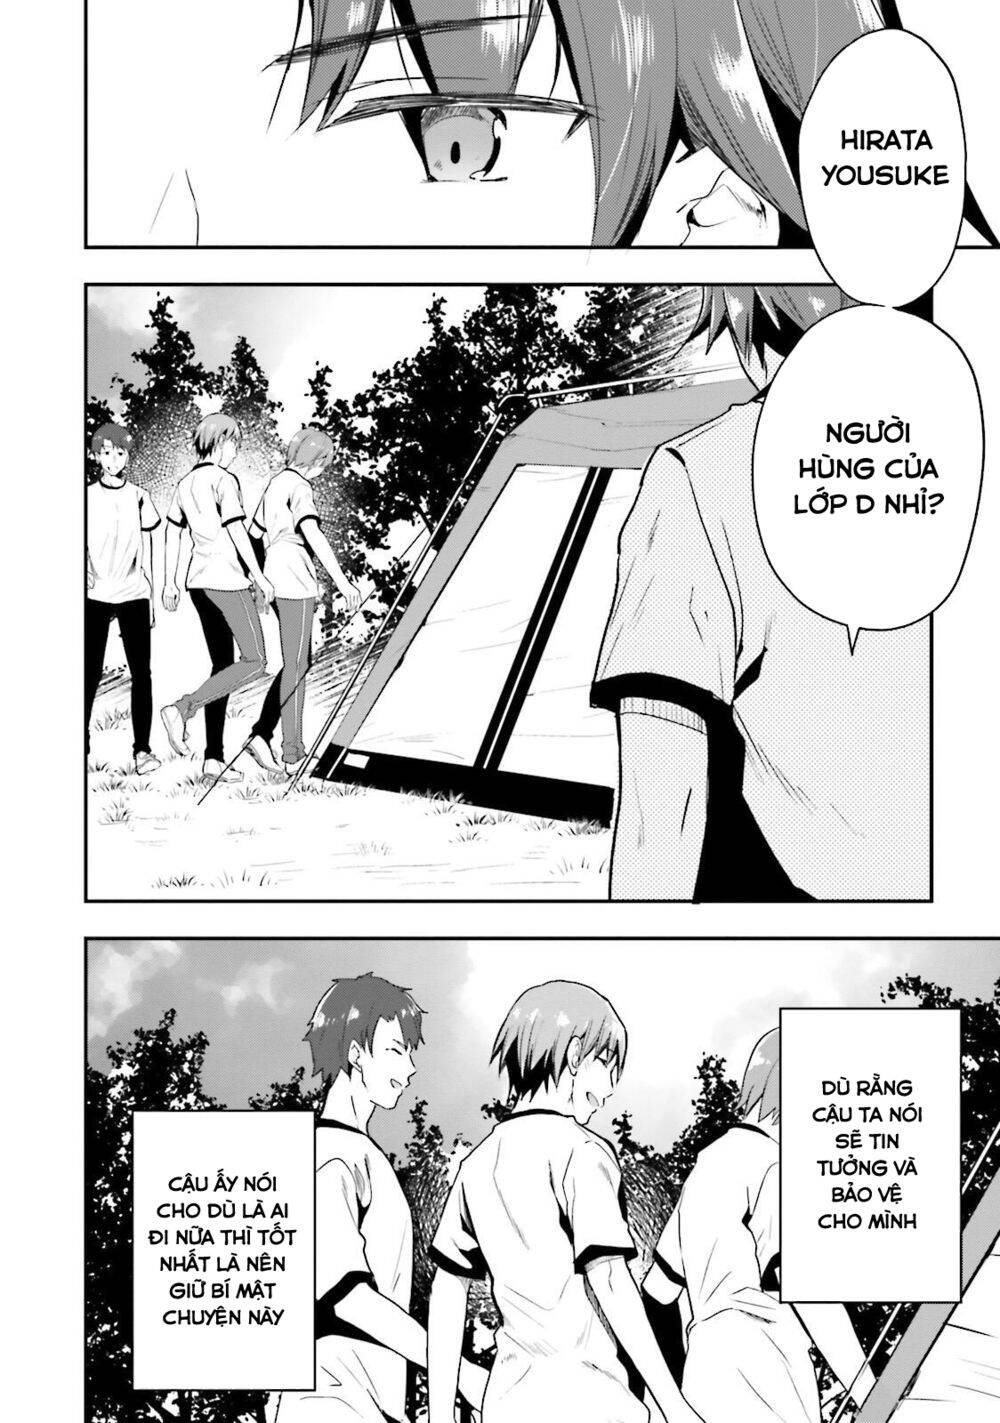 HIRATA
YOUSUKE
NGƯỜI
HÙNG CỦA
LỚP D NHỈ?
DÙ RẰNG
CẬU TA NÓI
SẼ TIN
TƯỞNG VÀ
BẢO VỆ
CHO MÌNH
CẬU ẤY NÓI
CHO DÙ LÀ AI
ĐI NỮA THÌ TỐT
NHẤT LÀ NÊN
GIỮ BÍ MẬT
CHUYỆN NÀY